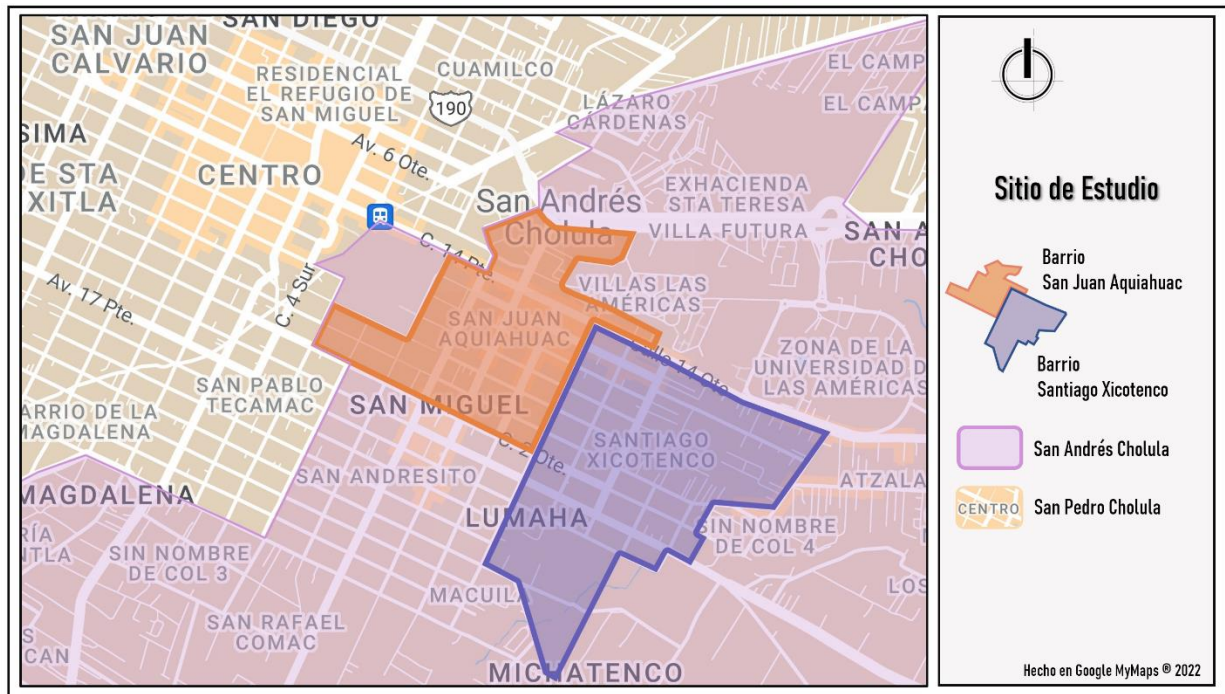 SAN DIEGO
SAN JUAN
CALVARIO
RESIDENCIAL
EL REFUGIO DE
SAN MIGUEL
CUAMILCO
190
LÁZARO
CÁRDENAS
EL CAMP
EL CAMPA
SIMA
DE STA
XITLA
CENTRO
Av. 6 Ote.
San Andrés
Cholula
EXHACIENDA
STA TERESA
VILLA FUTURA
SAN A
CHO
C. 14 Pte.
C. 4 Sur
Av. 17 Pte.
VILLAS LAS
AMÉRICAS
SAN JUAN
AQUIAHUAC
Calle 14 Ote.
ZONA DE LA
UNIVERSIDAD D
LAS AMÉRICAS
SAN PABLO
TECAMAC
ARRIO DE LA
MAGDALENA
SAN MIGUEL
C. 2 Ote.
SANTIAGO
XICOTENCO
SAN ANDRESITO
ATZALA
MAGDALENA
LUMAHA
SIN NOMBRE
DE COL 4
RÍA
NTLA
SIN NOMBRE
DE COL 3
MACUILA
LOS
SAN RAFAEL
COMAC
S
CAN
MICHATENCO
Sitio de Estudio
Barrio
San Juan Aquiahuac
Barrio
Santiago Xicotenco
San Andrés Cholula
CENTRO
San Pedro Cholula
Hecho en Google MyMaps ® 2022